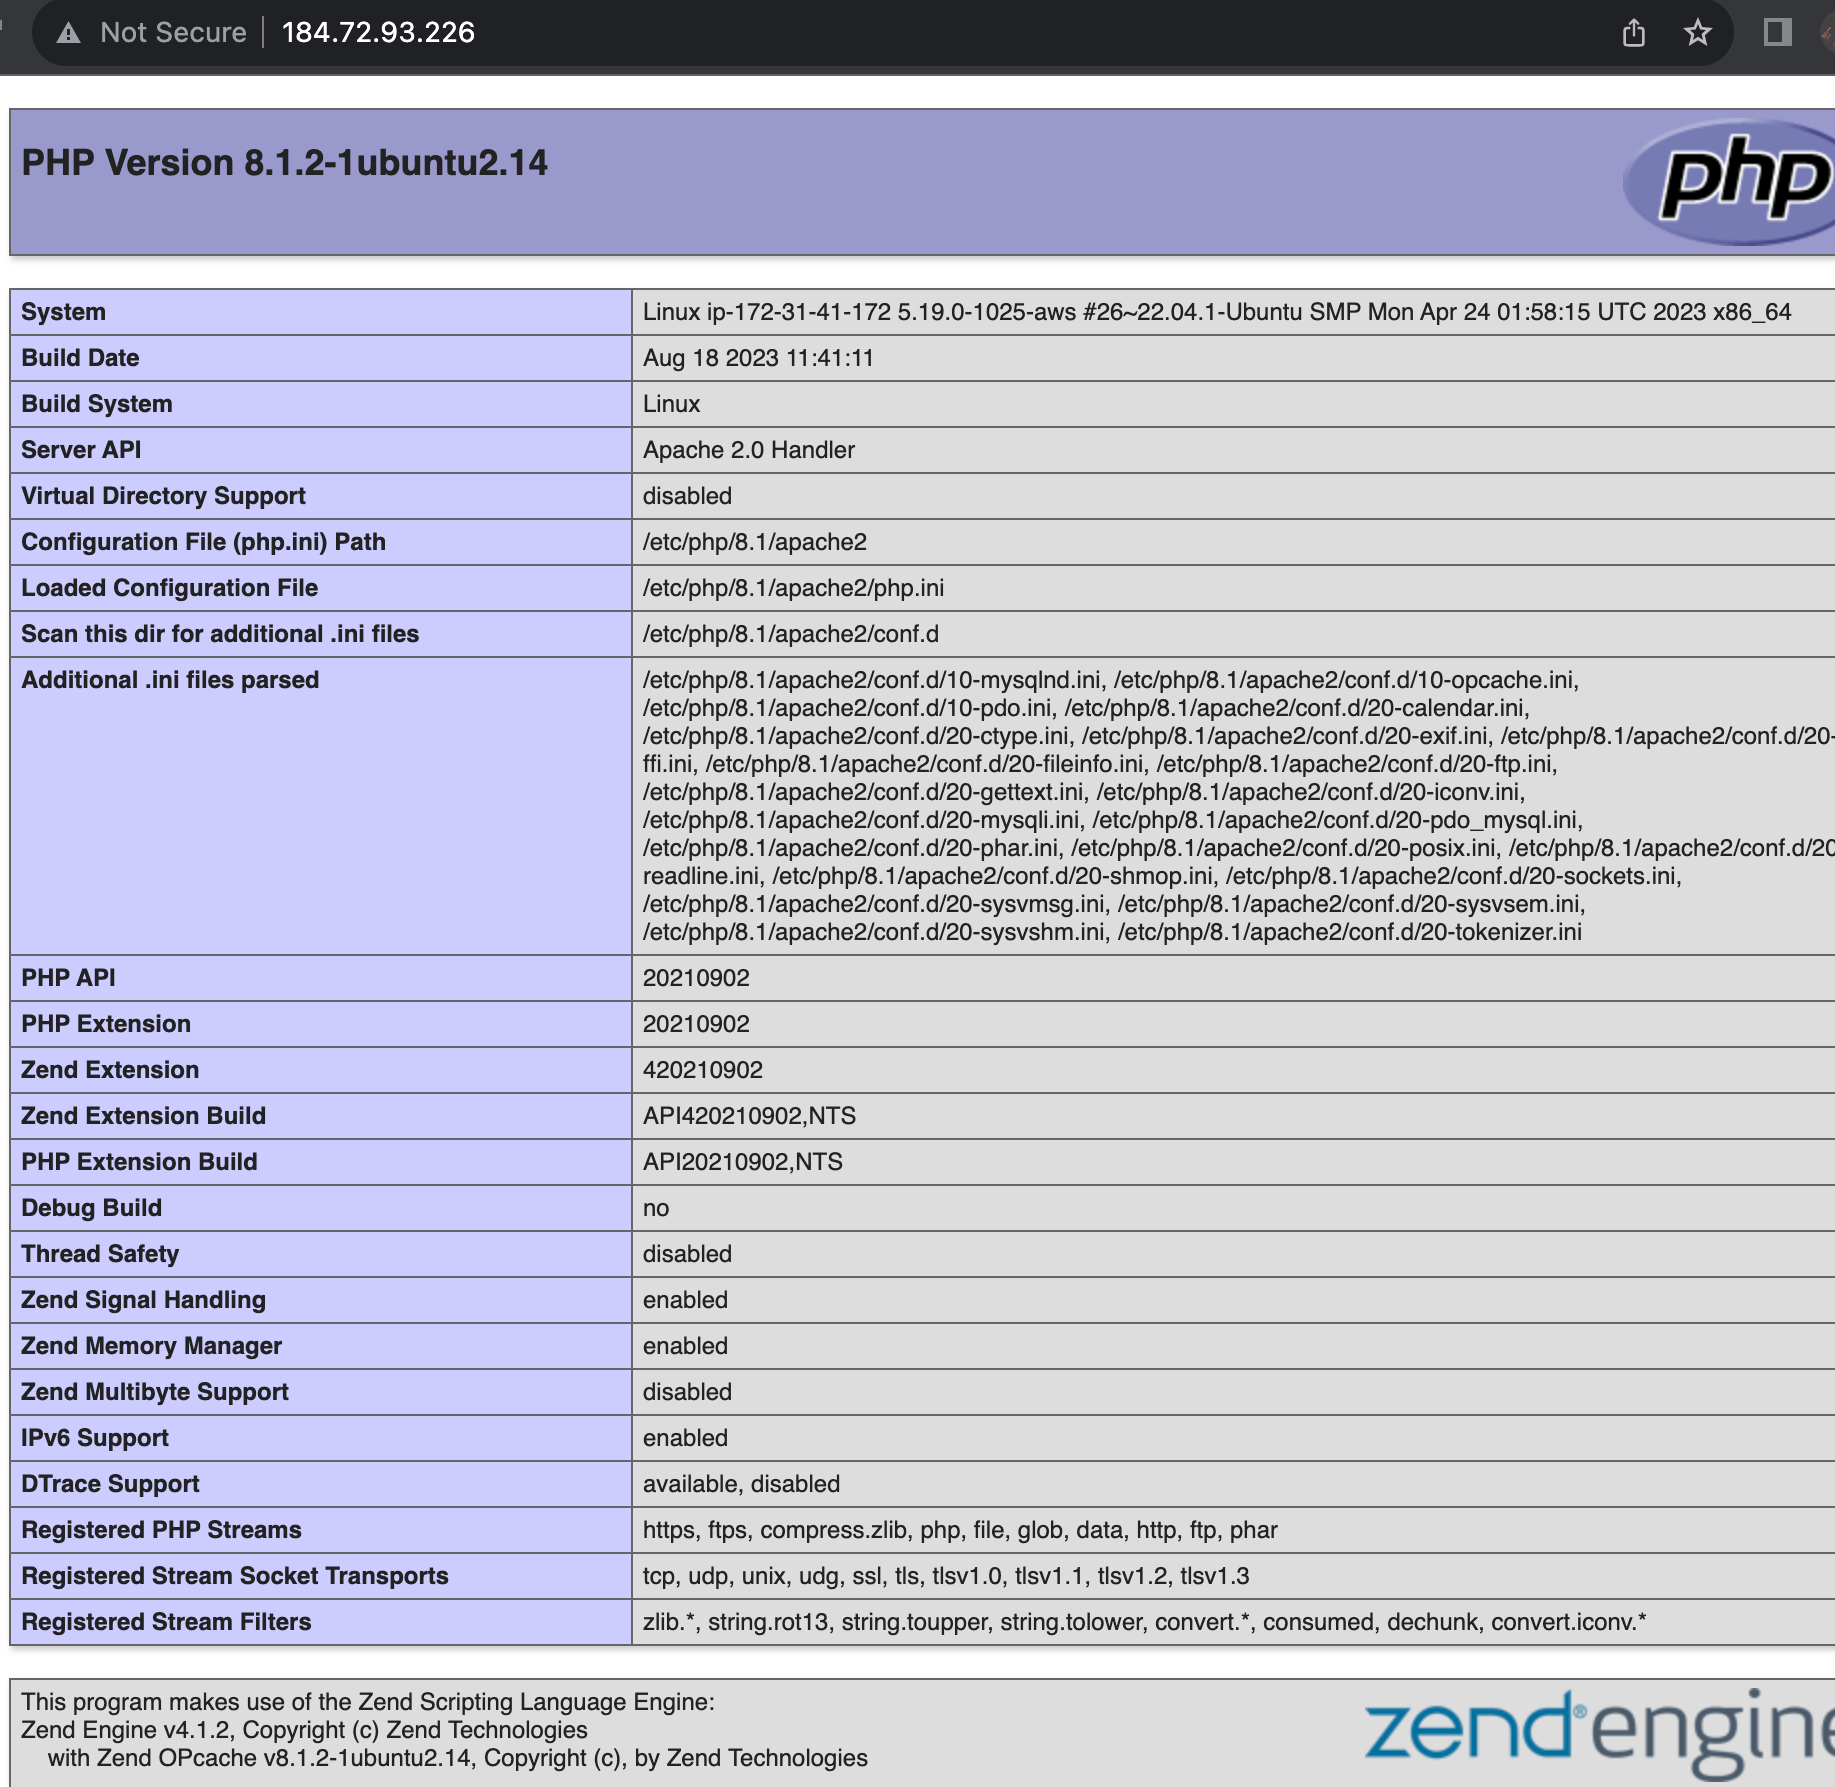 Not Secure 184.72.93.226
PHP Version 8.1.2-1ubuntu2.14
php
System Linux ip-172-31-41-172 5.19.0-1025-aws #26~22.04.1-Ubuntu SMP Mon Apr 24 01:58:15 UTC 2023 x86_64
Build Date Aug 18 2023 11:41:11
Build System Linux
Server API Apache 2.0 Handler
Virtual Directory Support disabled
Configuration File (php.ini) Path /etc/php/8.1/apache2
Loaded Configuration File /etc/php/8.1/apache2/php.ini
Scan this dir for additional .ini files /etc/php/8.1/apache2/conf.d
Additional .ini files parsed /etc/php/8.1/apache2/conf.d/10-mysqlnd.ini, /etc/php/8.1/apache2/conf.d/10-opcache.ini,
/etc/php/8.1/apache2/conf.d/10-pdo.ini, /etc/php/8.1/apache2/conf.d/20-calendar.ini,
/etc/php/8.1/apache2/conf.d/20-ctype.ini, /etc/php/8.1/apache2/conf.d/20-exif.ini, /etc/php/8.1/apache2/conf.d/20-
ffi.ini, /etc/php/8.1/apache2/conf.d/20-fileinfo.ini, /etc/php/8.1/apache2/conf.d/20-ftp.ini,
/etc/php/8.1/apache2/conf.d/20-gettext.ini, /etc/php/8.1/apache2/conf.d/20-iconv.ini,
/etc/php/8.1/apache2/conf.d/20-mysqli.ini, /etc/php/8.1/apache2/conf.d/20-pdo_mysql.ini,
/etc/php/8.1/apache2/conf.d/20-phar.ini, /etc/php/8.1/apache2/conf.d/20-posix.ini, /etc/php/8.1/apache2/conf.d/20
readline.ini, /etc/php/8.1/apache2/conf.d/20-shmop.ini, /etc/php/8.1/apache2/conf.d/20-sockets.ini,
/etc/php/8.1/apache2/conf.d/20-sysvmsg.ini, /etc/php/8.1/apache2/conf.d/20-sysvsem.ini,
/etc/php/8.1/apache2/conf.d/20-sysvshm.ini, /etc/php/8.1/apache2/conf.d/20-tokenizer.ini
PHP API 20210902
PHP Extension 20210902
Zend Extension 420210902
Zend Extension Build API420210902,NTS
PHP Extension Build API20210902,NTS
Debug Build no
Thread Safety disabled
Zend Signal Handling enabled
Zend Memory Manager enabled
Zend Multibyte Support disabled
IPv6 Support enabled
DTrace Support available, disabled
Registered PHP Streams https, ftps, compress.zlib, php, file, glob, data, http, ftp, phar
Registered Stream Socket Transports tcp, udp, unix, udg, ssl, tls, tlsv1.0, tlsv1.1, tlsv1.2, tlsv1.3
Registered Stream Filters zlib.*, string.rot13, string.toupper, string.tolower, convert.*, consumed, dechunk, convert.iconv.*
This program makes use of the Zend Scripting Language Engine:
Zend Engine v4.1.2, Copyright (c) Zend Technologies
with Zend OPcache v8.1.2-1ubuntu2.14, Copyright (c), by Zend Technologies
zend® engine